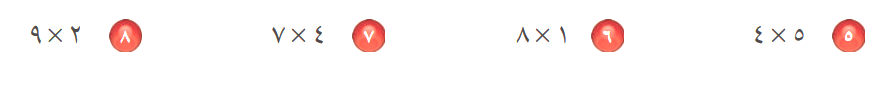 ٥ ٥ × ٤ ٦ ١ × ٨ ٧ ٤ × ٧ ٨ ٢ × ٩